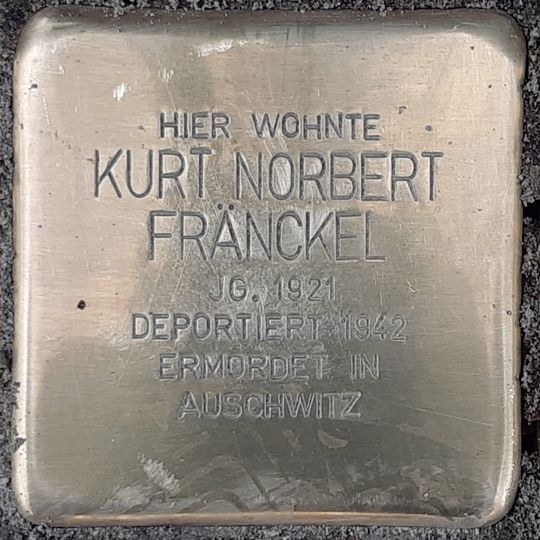 HIER WOHNTE
KURT NORBERT
FRÄNCKEL
JG. 1921
DEPORTIERT 1942
ERMORDET IN
AUSCHWITZ